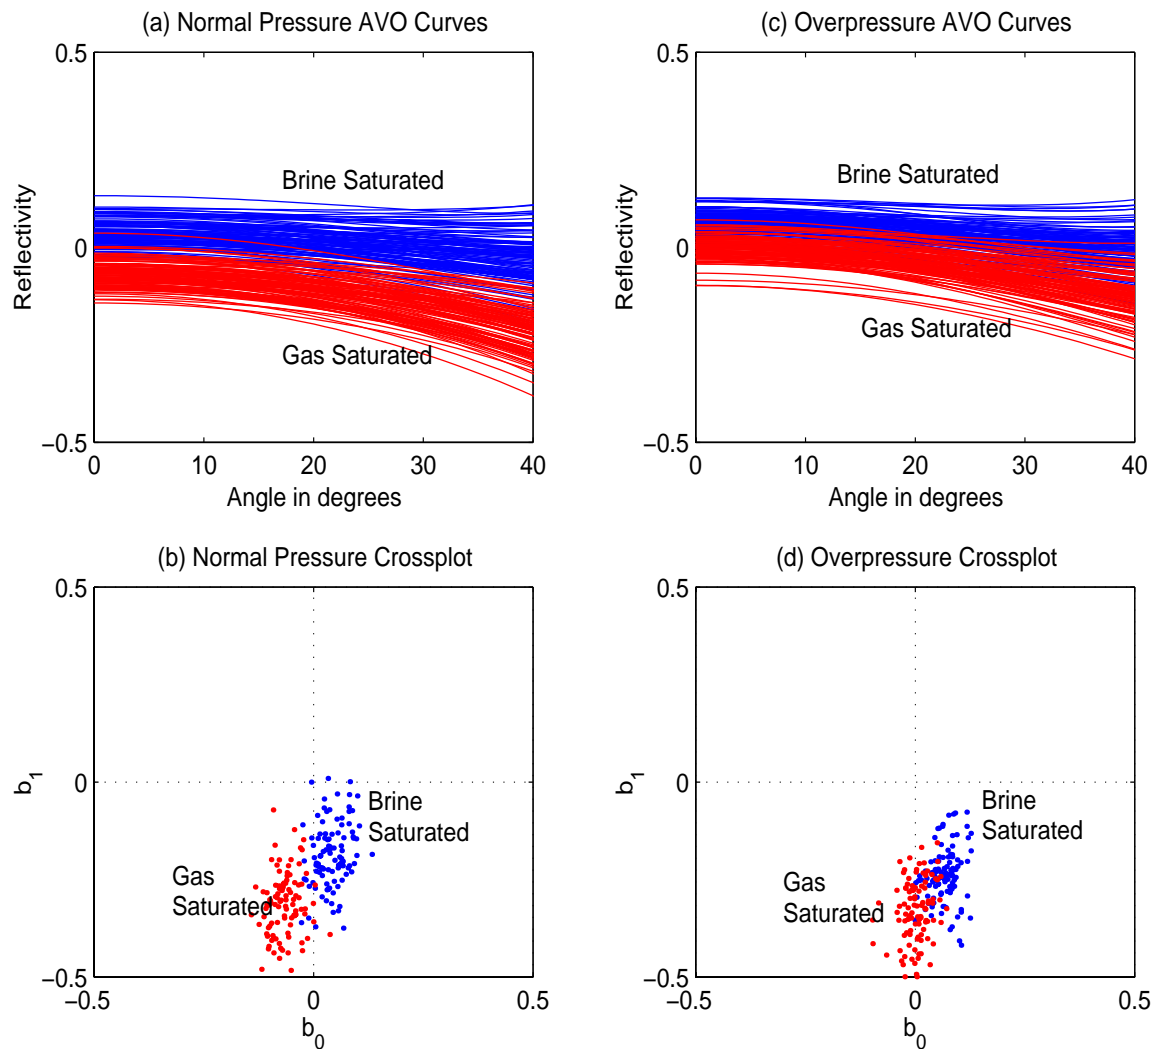 (a) Normal Pressure AVO Curves
0.5
0
−0.5
Reflectivity
Brine Saturated
Gas Saturated
0 10 20 30 40
Angle in degrees
(c) Overpressure AVO Curves
0.5
0
−0.5
Reflectivity
Brine Saturated
Gas Saturated
0 10 20 30 40
Angle in degrees
(b) Normal Pressure Crossplot
0.5
0
−0.5
b1
Brine
Saturated
Gas
Saturated
−0.5 0 0.5
b0
(d) Overpressure Crossplot
0.5
0
−0.5
b1
Brine
Saturated
Gas
Saturated
−0.5 0 0.5
b0